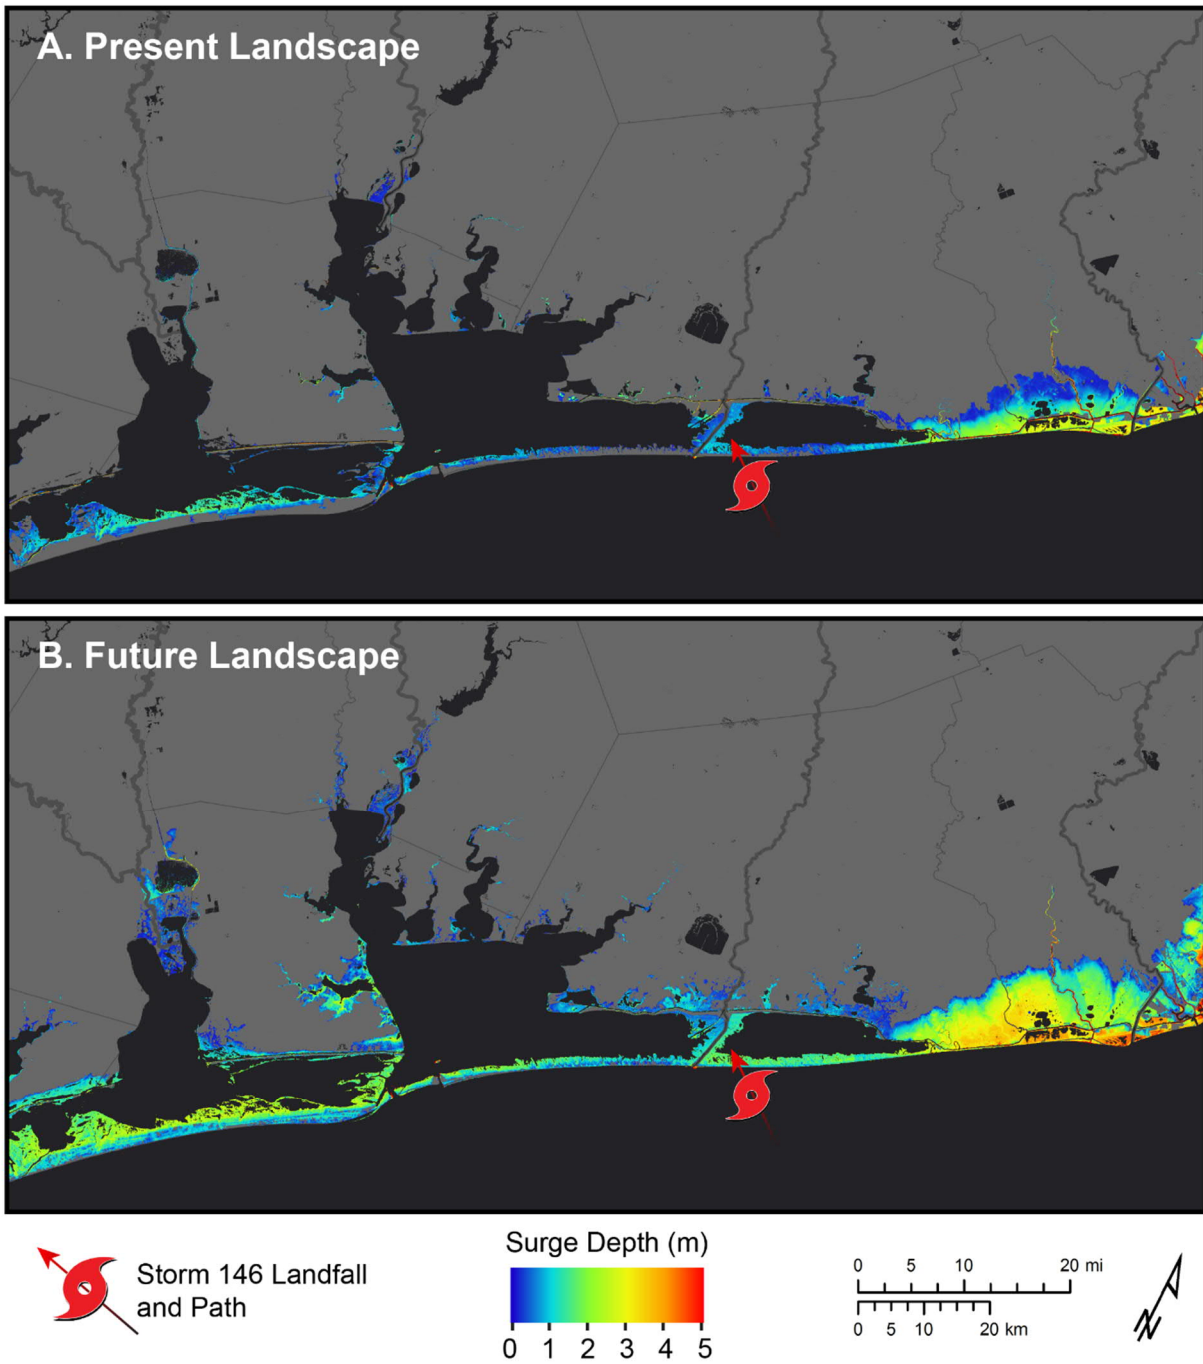 A. Present Landscape
B. Future Landscape
Storm 146 Landfall
and Path
Surge Depth (m)
0 1 2 3 4 5
0 5 10 20 mi
0 5 10 20 km
N